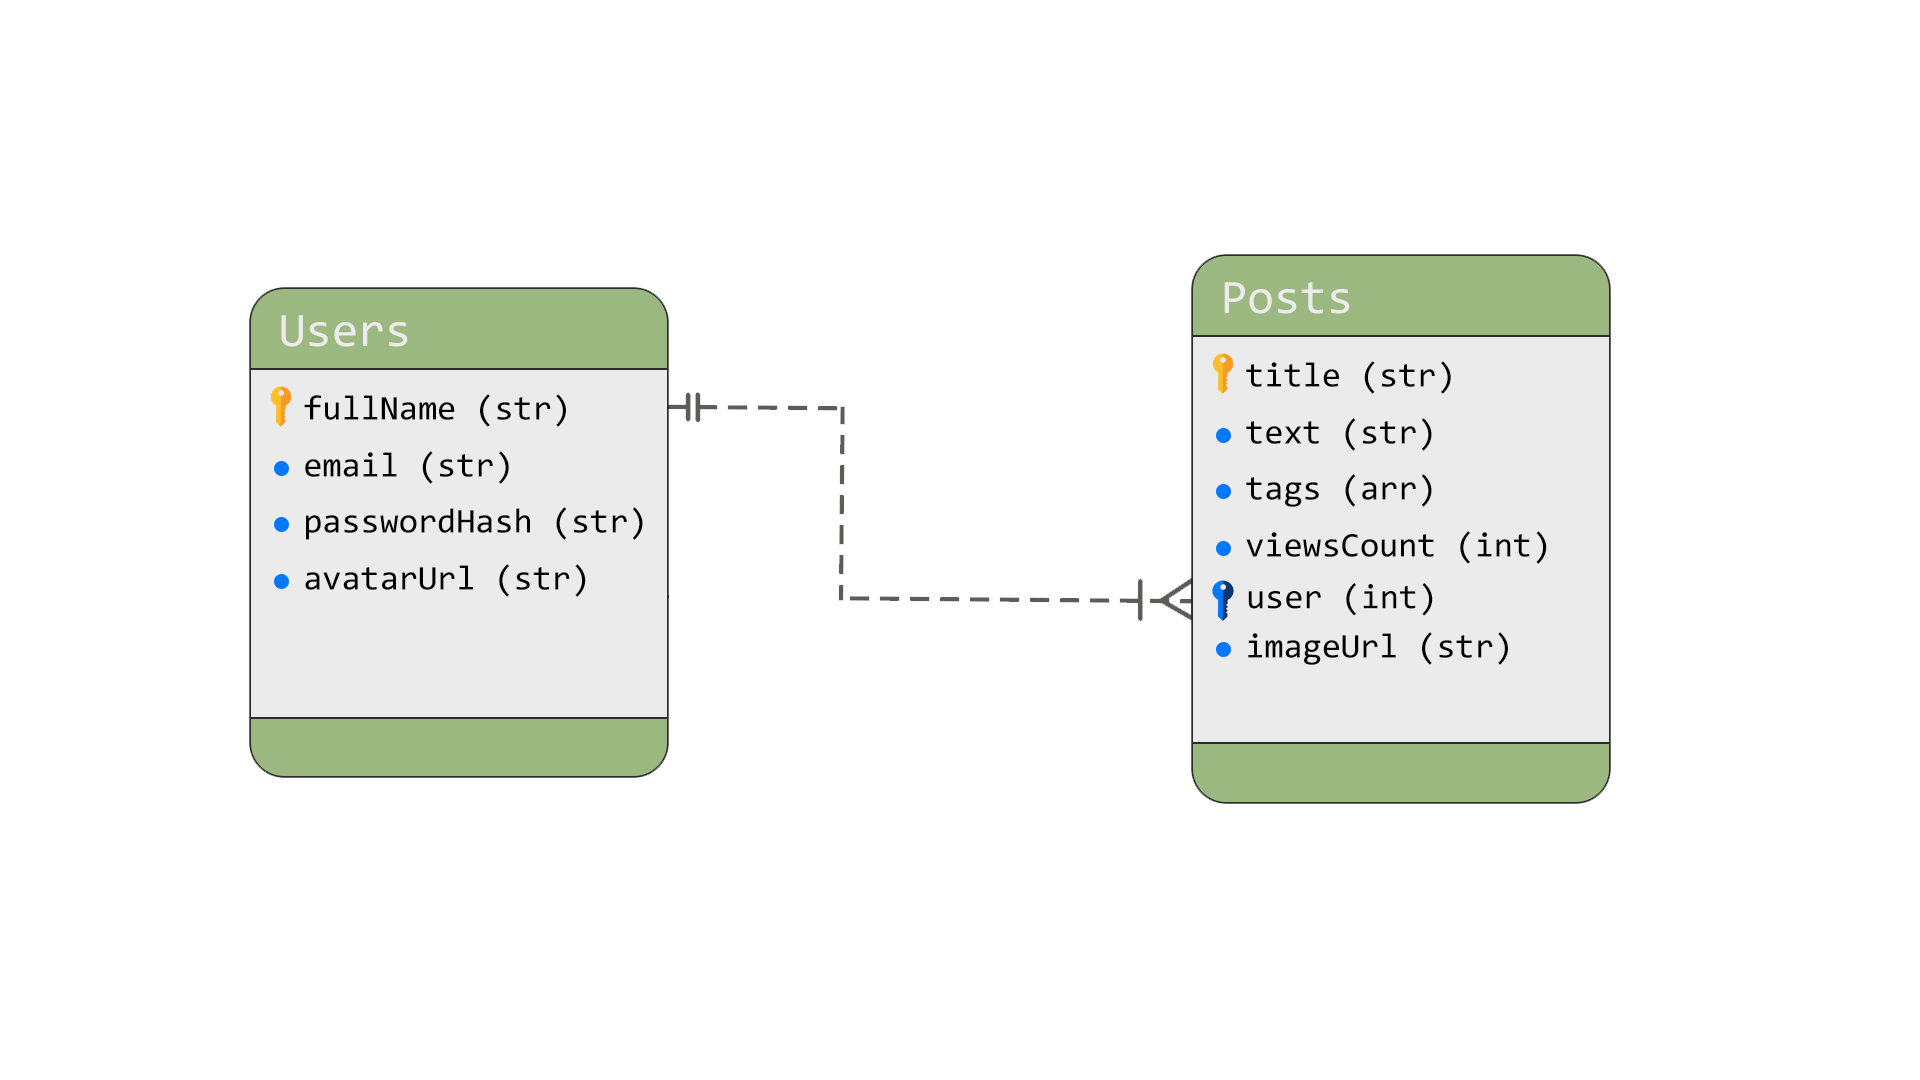 Users
fullName (str)
email (str)
passwordHash (str)
avatarUrl (str)
Posts
title (str)
text (str)
tags (arr)
viewsCount (int)
user (int)
imageUrl (str)